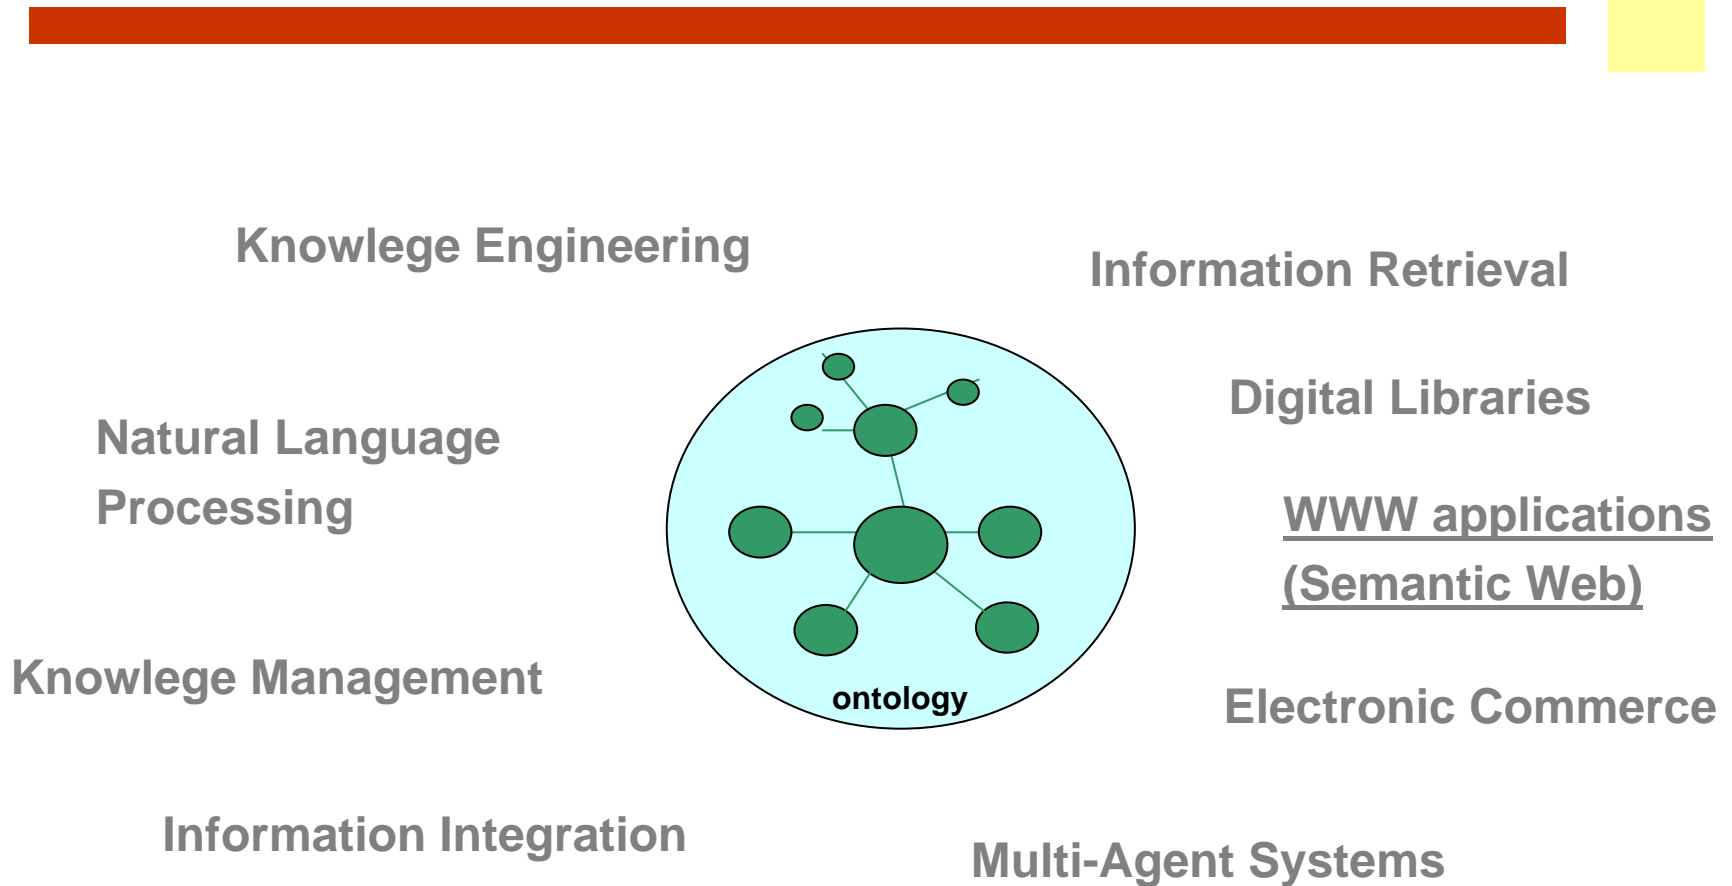 Knowlege Engineering
Information Retrieval
Digital Libraries
Natural Language
Processing
WWW applications
(Semantic Web)
Knowlege Management
ontology
Electronic Commerce
Information Integration
Multi-Agent Systems